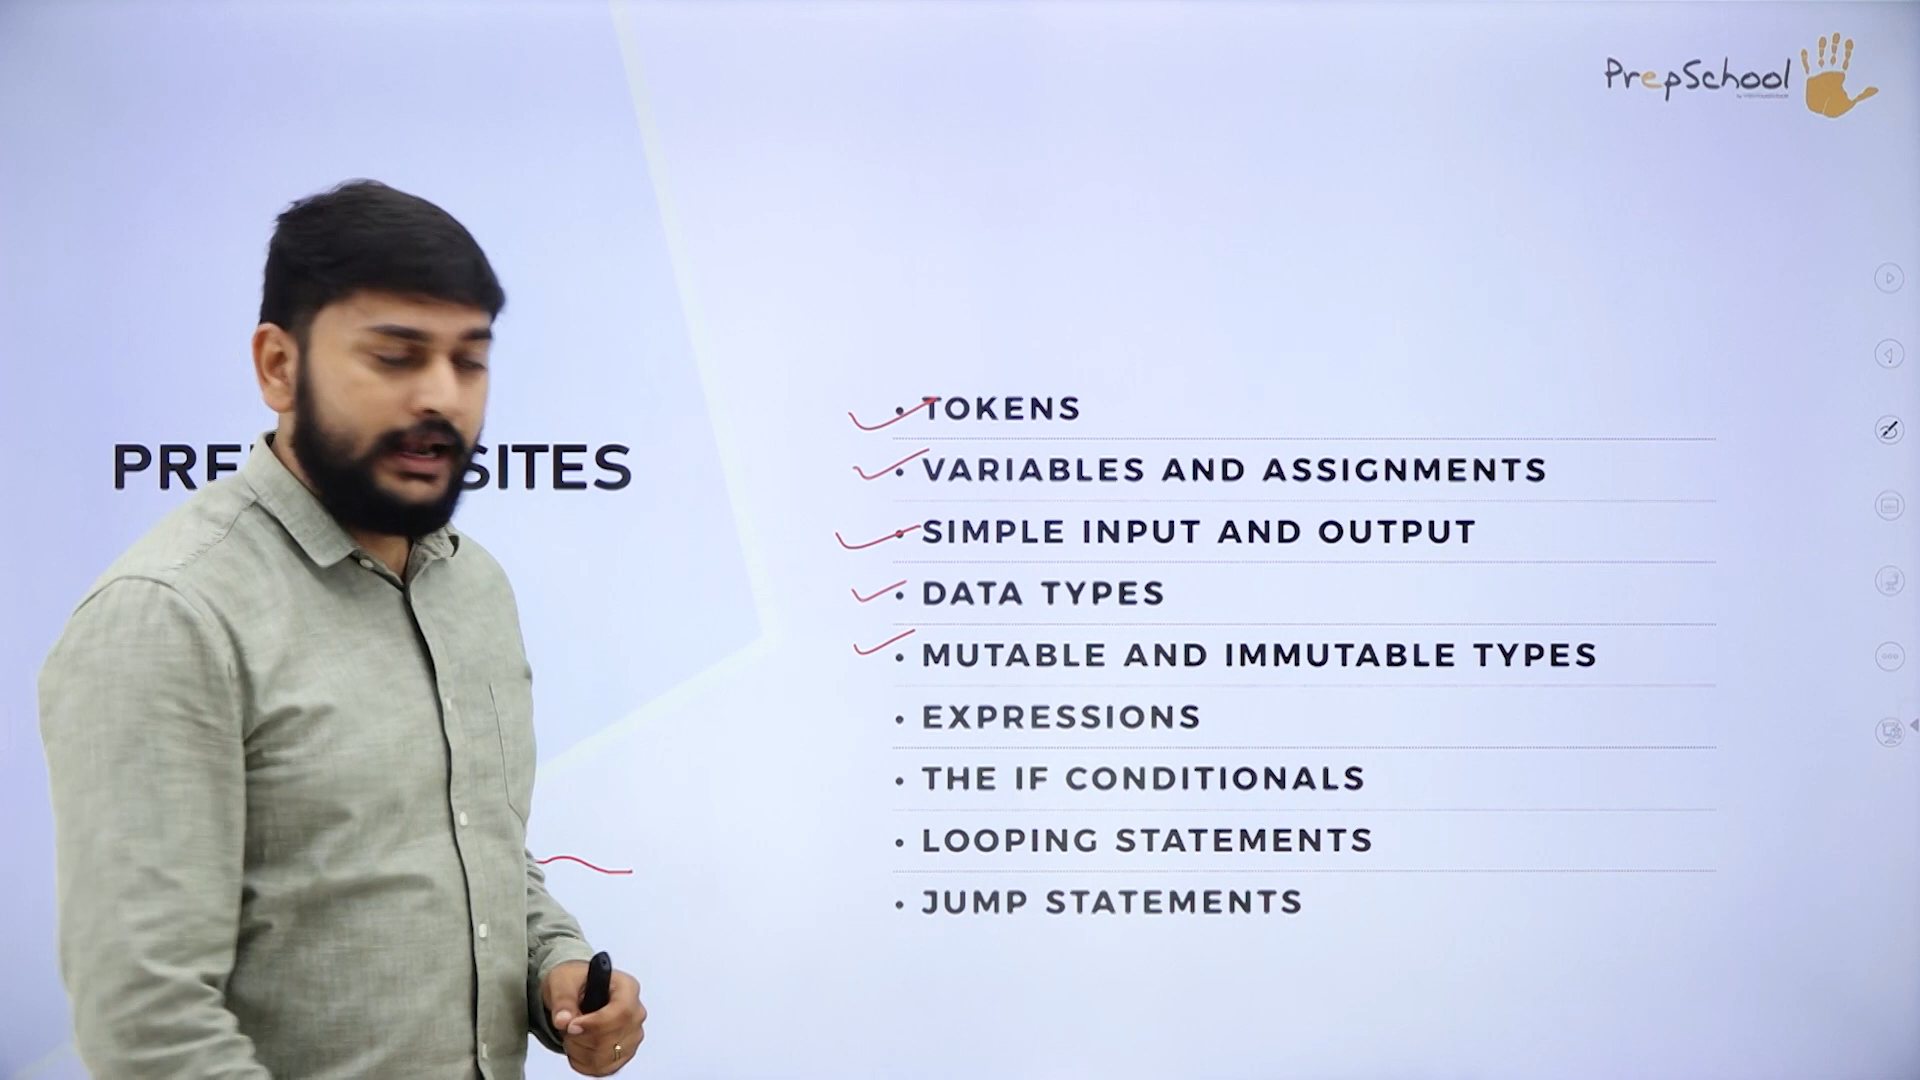 PrepSchool
PRE SITES
• TOKENS
• VARIABLES AND ASSIGNMENTS
• SIMPLE INPUT AND OUTPUT
• DATA TYPES
• MUTABLE AND IMMUTABLE TYPES
• EXPRESSIONS
• THE IF CONDITIONALS
• LOOPING STATEMENTS
• JUMP STATEMENTS